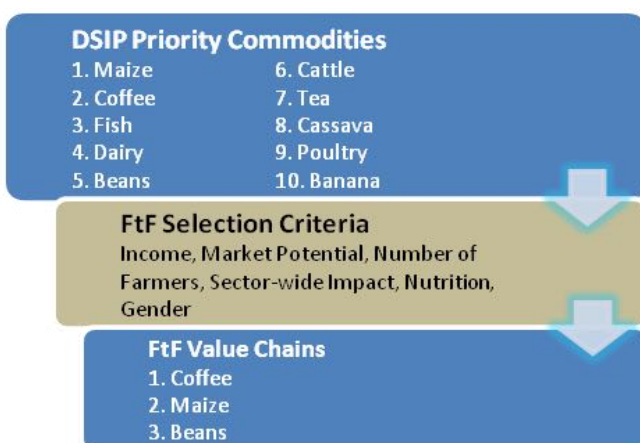 DSIP Priority Commodities
1. Maize
2. Coffee
3. Fish
4. Dairy
5. Beans
6. Cattle
7. Tea
8. Cassava
9. Poultry
10. Banana
FtF Selection Criteria
Income, Market Potential, Number of
Farmers, Sector-wide Impact, Nutrition,
Gender
FtF Value Chains
1. Coffee
2. Maize
3. Beans